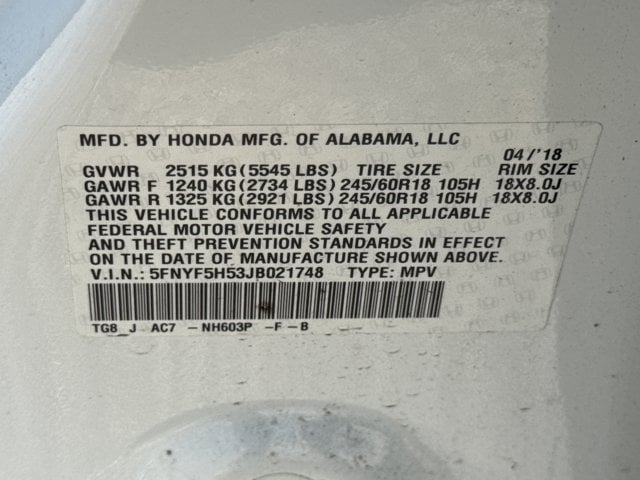 MFD. BY HONDA MFG. OF ALABAMA, LLC
04/'18
GVWR 2515 KG(5545 LBS) TIRE SIZE RIM SIZE
GAWR F 1240 KG(2734 LBS) 245/60R18 105H 18X8.0J
GAWR R 1325 KG(2921 LBS) 245/60R18 105H 18X8.0J
THIS VEHICLE CONFORMS TO ALL APPLICABLE
FEDERAL MOTOR VEHICLE SAFETY
AND THEFT PREVENTION STANDARDS IN EFFECT
ON THE DATE OF MANUFACTURE SHOWN ABOVE.
V.I.N.: 5FNYF5H53JB021748 TYPE: MPV
TG8 J AC7 -NH603P -F-B